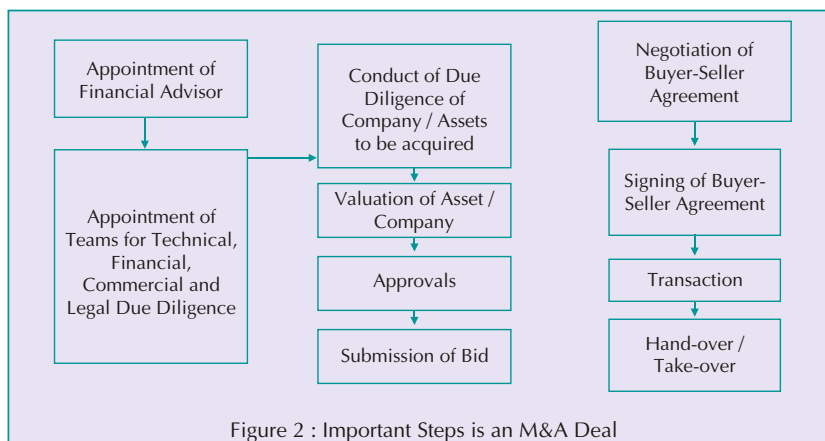 Appointment of
Financial Advisor
Appointment of
Teams for Technical,
Financial,
Commercial and
Legal Due Diligence
Conduct of Due
Diligence of
Company / Assets
to be acquired
Valuation of Asset /
Company
Approvals
Submission of Bid
Negotiation of
Buyer-Seller
Agreement
Signing of Buyer-
Seller Agreement
Transaction
Hand-over /
Take-over
Figure 2 : Important Steps is an M&A Deal